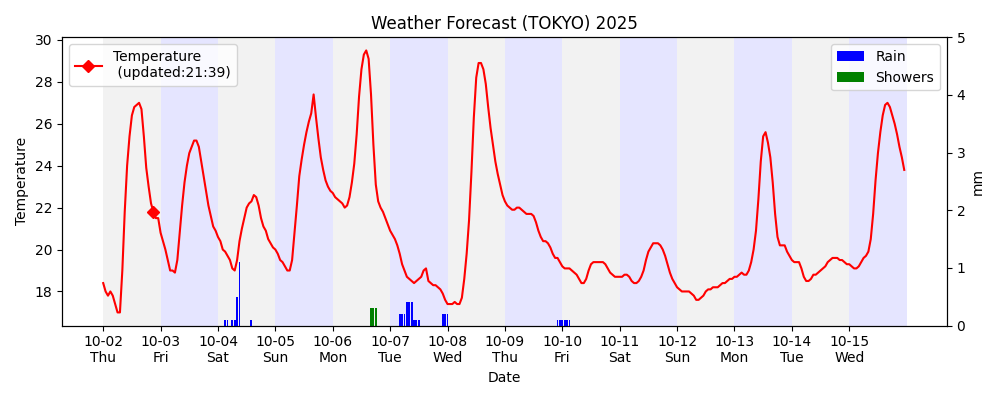 Weather Forecast (TOKYO) 2025
Temperature
(updated:21:39)
Rain
Showers
Temperature
30
28
26
24
22
20
18
5
4
3
2
1
0
mm
10-02 10-03 10-04 10-05 10-06 10-07 10-08 10-09 10-10 10-11 10-12 10-13 10-14 10-15
Thu Fri Sat Sun Mon Tue Wed Thu Fri Sat Sun Mon Tue Wed
Date